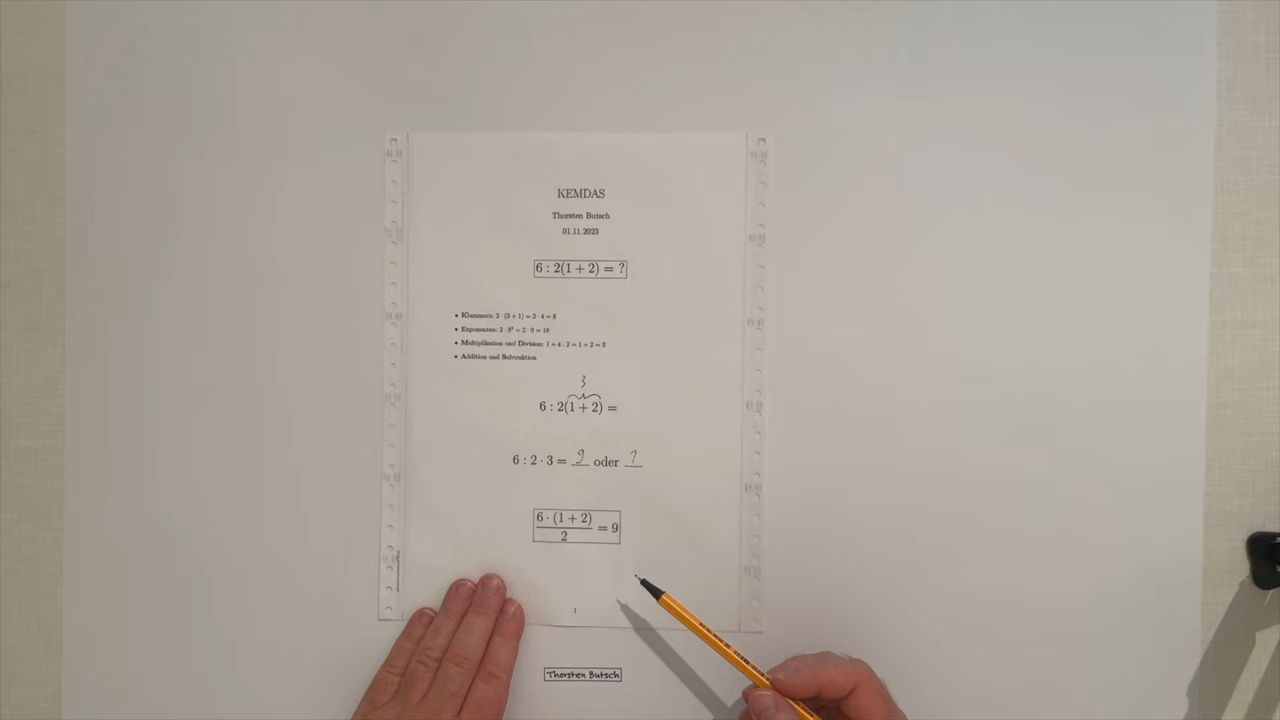 KEMDAS
Thorsten Butsch
01.11.2023
6 : 2(1 + 2) = ?
• Klammern: 2 · (3 + 1) = 2 · 4 = 8
• Exponenten: 2 · 3² = 2 · 9 = 18
• Multiplikation und Division: 1 + 4 : 2 = 1 + 2 = 3
• Addition und Subtraktion
3
6 : 2(1 + 2) =
6 : 2 · 3 = 9 oder ?
6 · (1 + 2)
2
= 9
1
Thorsten Butsch